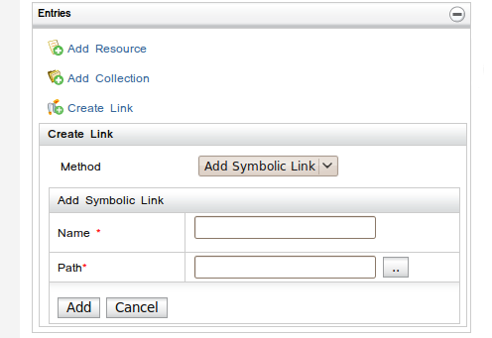 Entries
Add Resource
Add Collection
Create Link
Create Link
Method Add Symbolic Link
Add Symbolic Link
Name *
Path* ..
Add Cancel